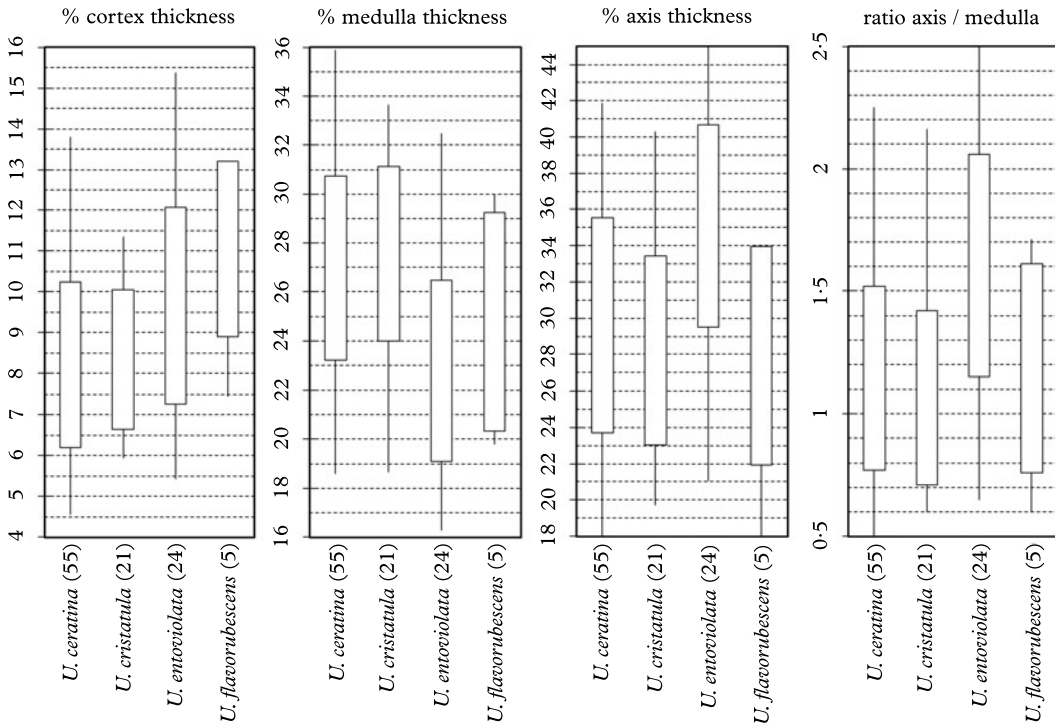 % cortex thickness
% medulla thickness
% axis thickness
ratio axis / medulla
16
15
14
13
12
11
10
9
8
7
6
5
4
36
34
32
30
28
26
24
22
20
18
16
44
42
40
38
36
34
32
30
28
26
24
22
20
18
2·5
2
1·5
1
0·5
U. ceratina (55)
U. cristatula (21)
U. entoviolata (24)
U. flavorubescens (5)
U. ceratina (55)
U. cristatula (21)
U. entoviolata (24)
U. flavorubescens (5)
U. ceratina (55)
U. cristatula (21)
U. entoviolata (24)
U. flavorubescens (5)
U. ceratina (55)
U. cristatula (21)
U. entoviolata (24)
U. flavorubescens (5)